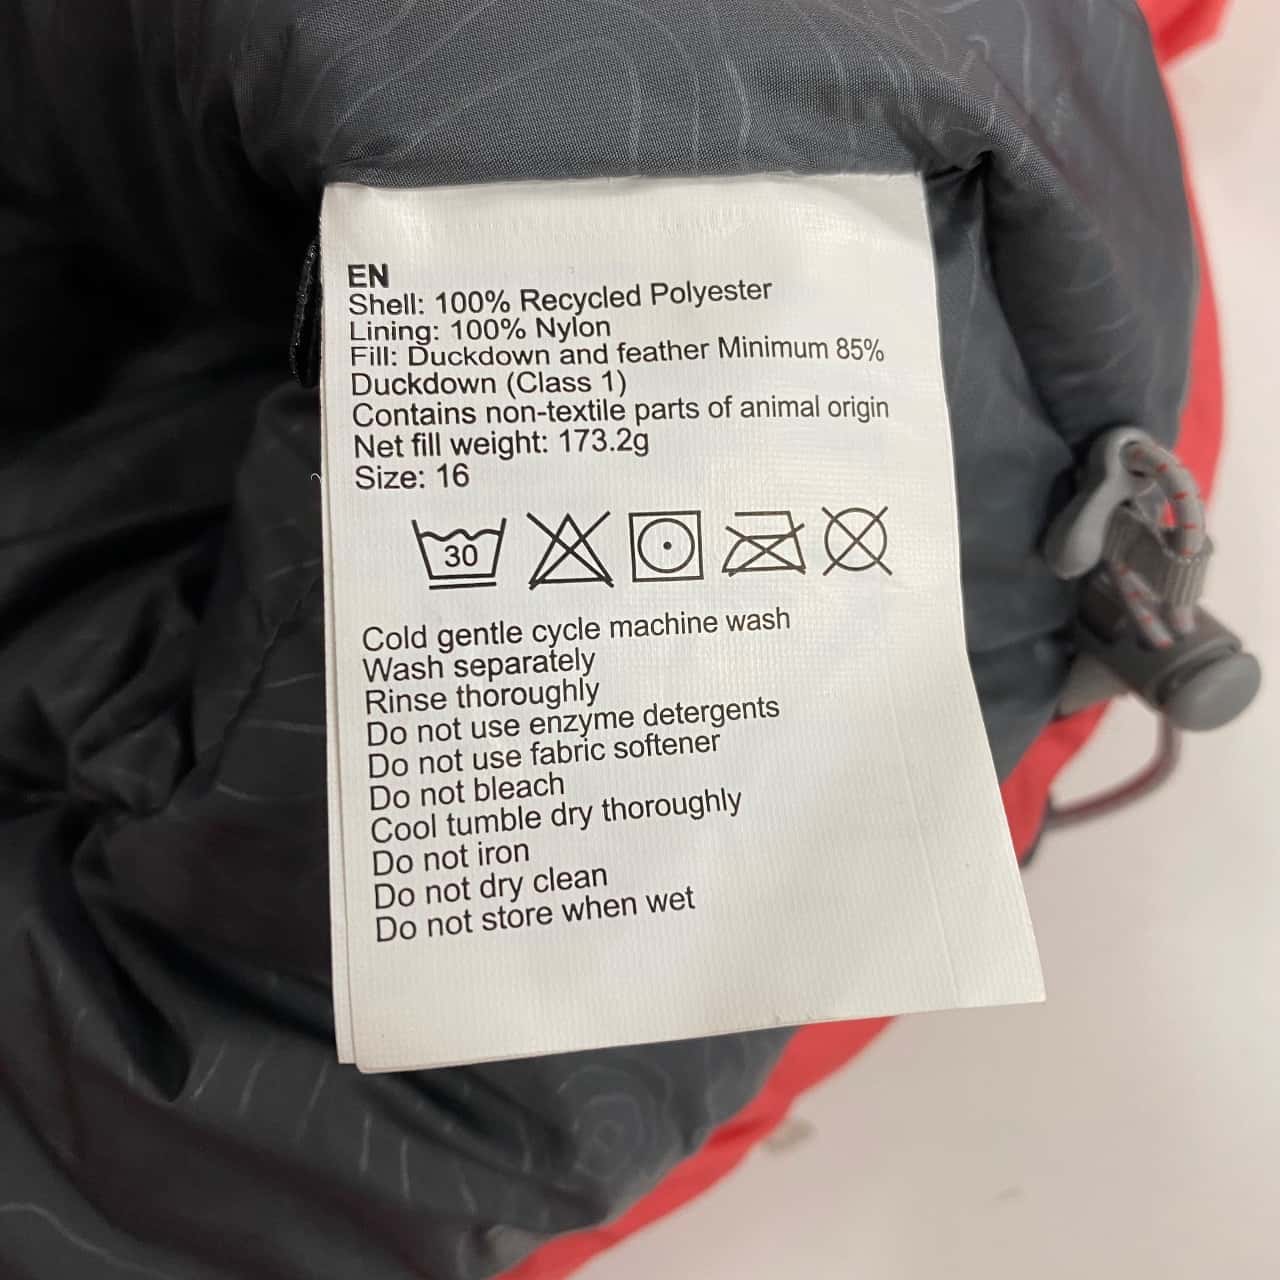 EN
Shell: 100% Recycled Polyester
Lining: 100% Nylon
Fill: Duckdown and feather Minimum 85%
Duckdown (Class 1)
Contains non-textile parts of animal origin
Net fill weight: 173.2g
Size: 16
30
Cold gentle cycle machine wash
Wash separately
Rinse thoroughly
Do not use enzyme detergents
Do not use fabric softener
Do not bleach
Cool tumble dry thoroughly
Do not iron
Do not dry clean
Do not store when wet